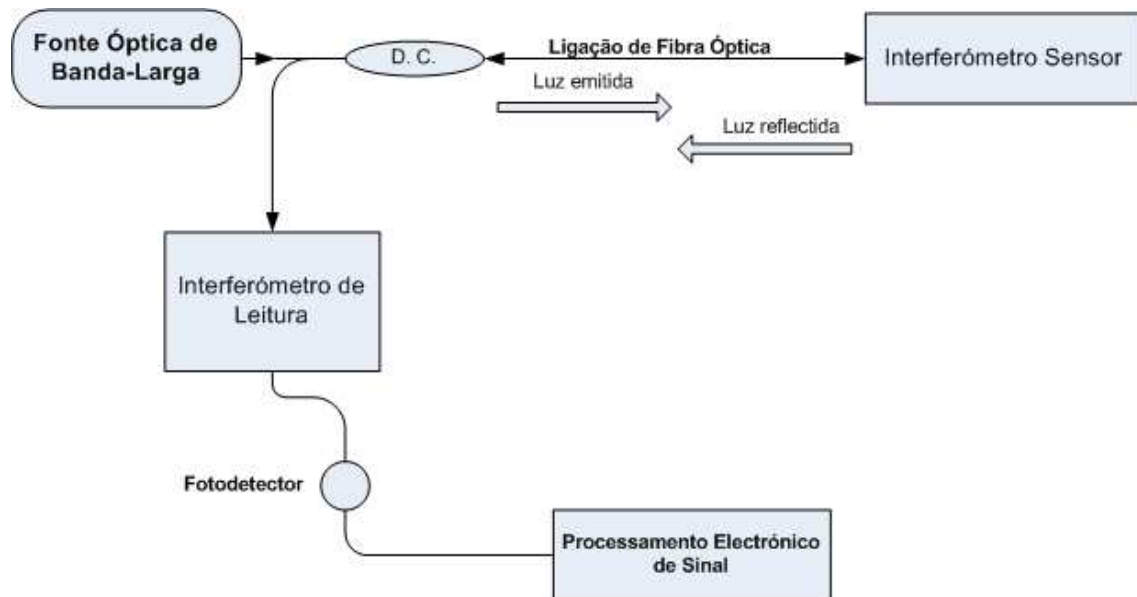 Fonte Óptica de
Banda-Larga
D. C.
Ligação de Fibra Óptica
Interferómetro Sensor
Luz emitida
Luz reflectida
Interferómetro de
Leitura
Fotodetector
Processamento Electrónico
de Sinal